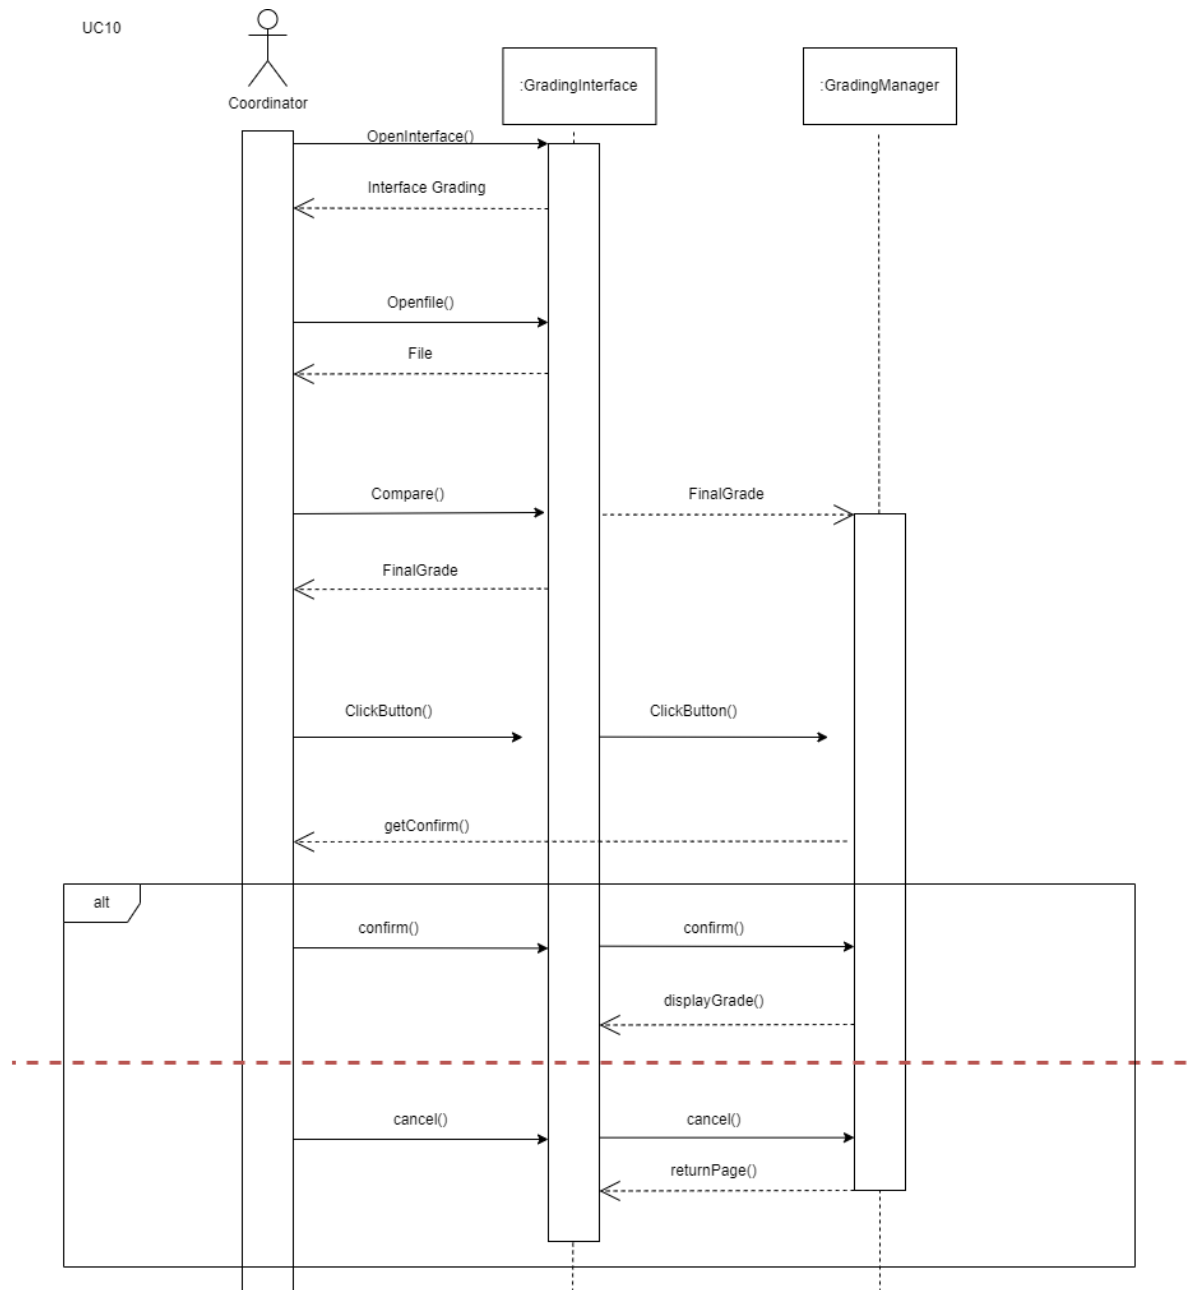 UC10
Coordinator
:GradingInterface
:GradingManager
OpenInterface()
Interface Grading
Openfile()
File
Compare()
FinalGrade
FinalGrade
ClickButton()
ClickButton()
getConfirm()
alt
confirm()
confirm()
displayGrade()
cancel()
cancel()
returnPage()